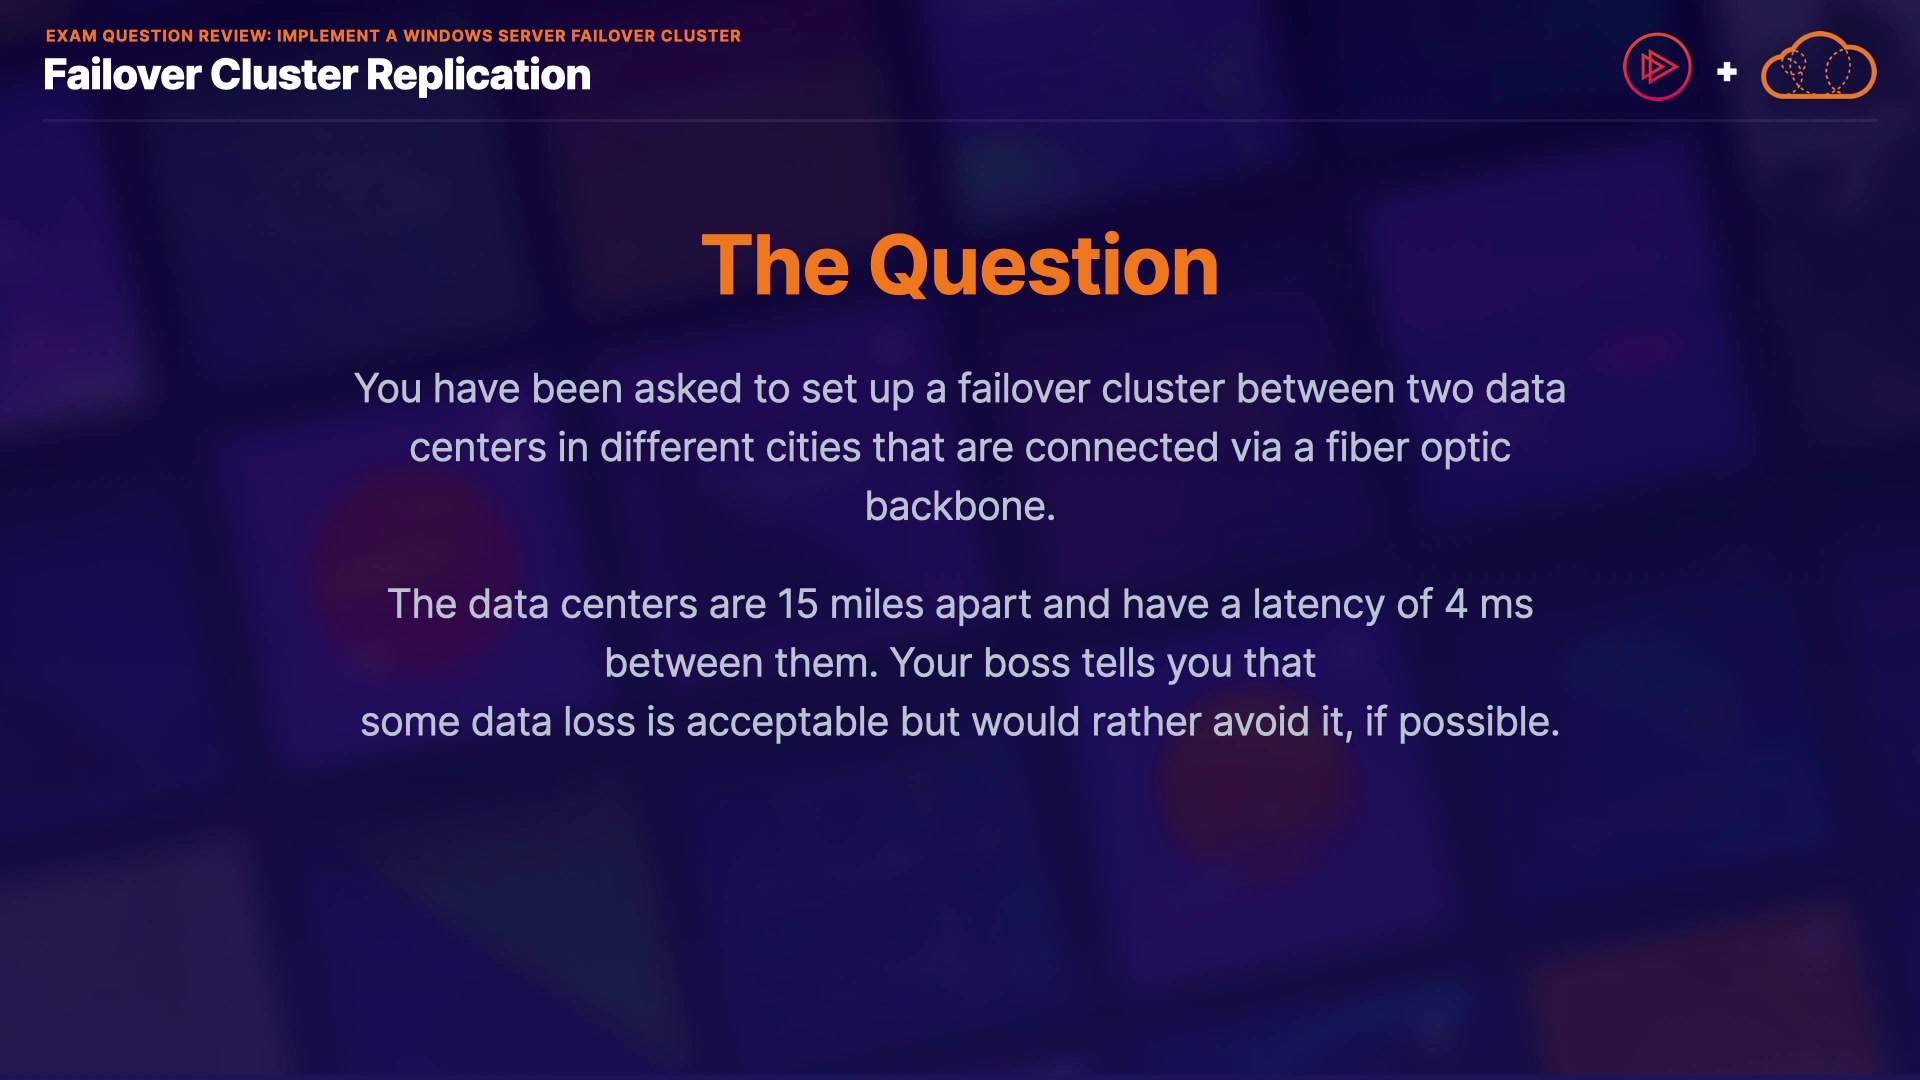 EXAM QUESTION REVIEW: IMPLEMENT A WINDOWS SERVER FAILOVER CLUSTER
Failover Cluster Replication
The Question
You have been asked to set up a failover cluster between two data
centers in different cities that are connected via a fiber optic
backbone.
The data centers are 15 miles apart and have a latency of 4 ms
between them. Your boss tells you that
some data loss is acceptable but would rather avoid it, if possible.